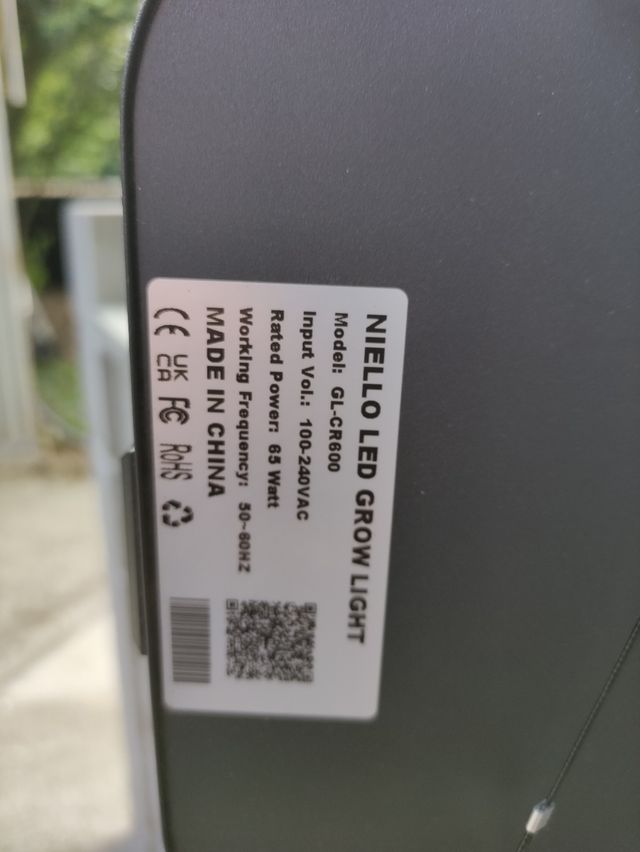 NIELLO LED GROW LIGHT
Model: GL-CR600
Input Vol.: 100-240VAC
Rated Power: 65 Watt
Working Frequency: 50~60HZ
MADE IN CHINA
CE UK CA FC RoHS